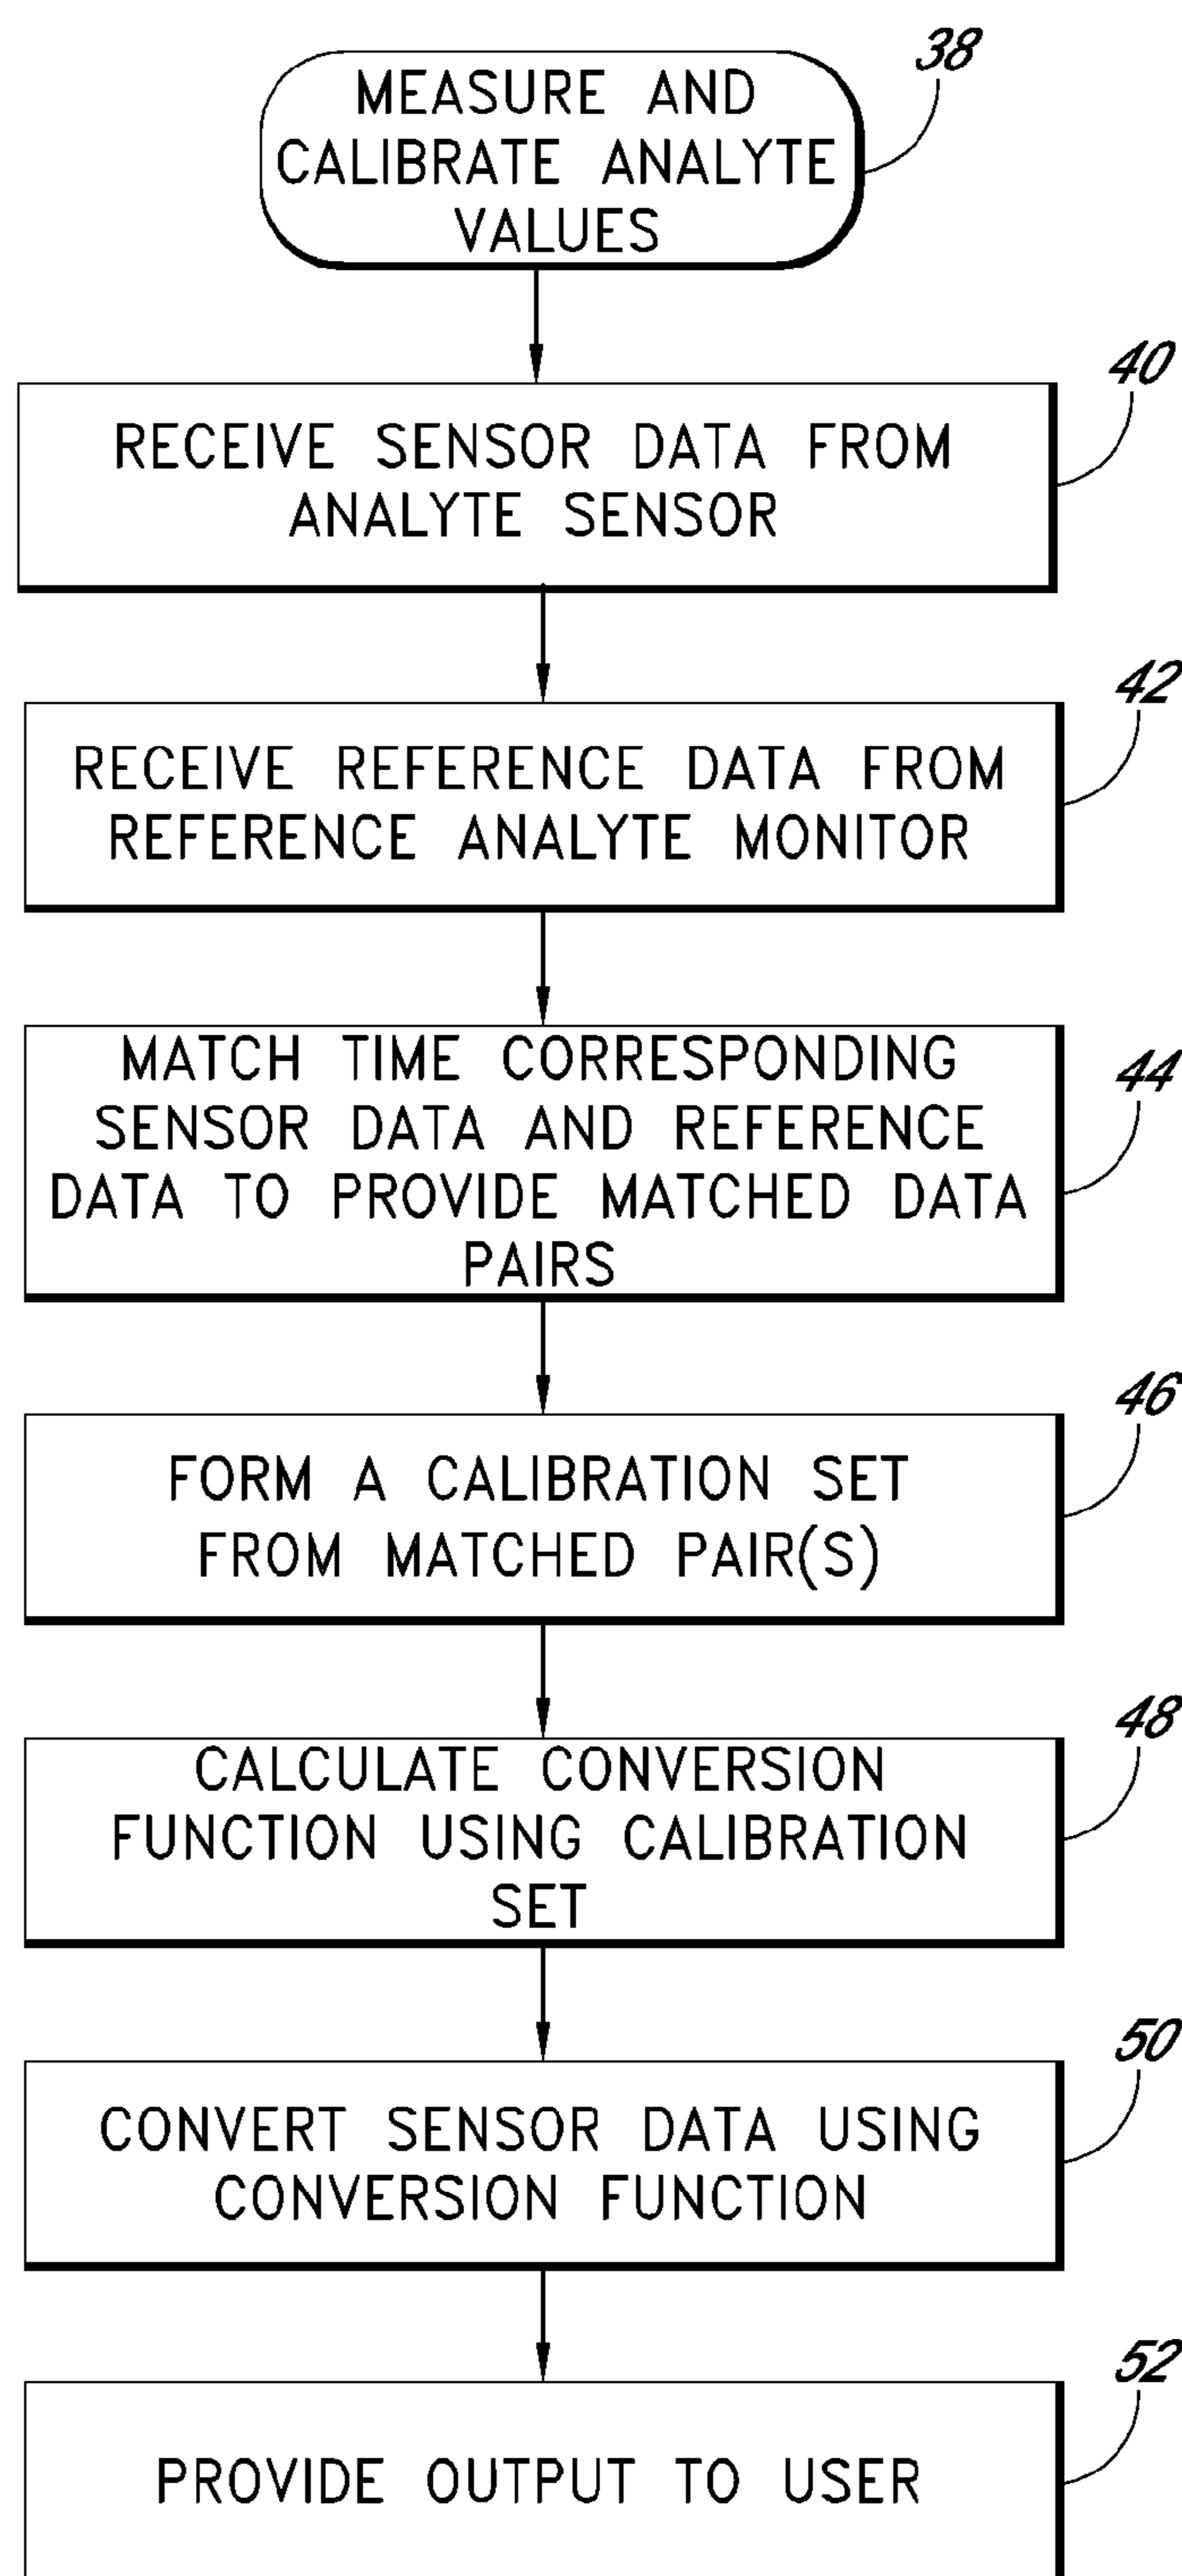 38
MEASURE AND
CALIBRATE ANALYTE
VALUES
40
RECEIVE SENSOR DATA FROM
ANALYTE SENSOR
42
RECEIVE REFERENCE DATA FROM
REFERENCE ANALYTE MONITOR
44
MATCH TIME CORRESPONDING
SENSOR DATA AND REFERENCE
DATA TO PROVIDE MATCHED DATA
PAIRS
46
FORM A CALIBRATION SET
FROM MATCHED PAIR(S)
48
CALCULATE CONVERSION
FUNCTION USING CALIBRATION
SET
50
CONVERT SENSOR DATA USING
CONVERSION FUNCTION
52
PROVIDE OUTPUT TO USER